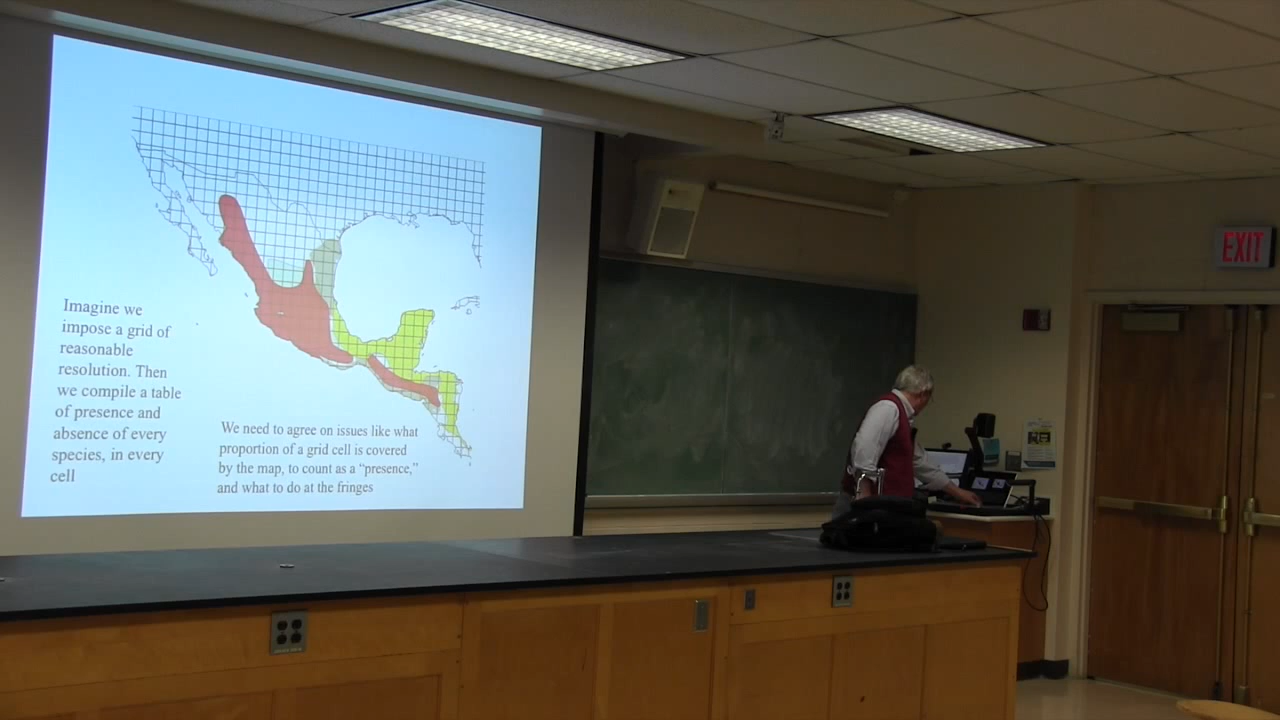 Imagine we
impose a grid of
reasonable
resolution. Then
we compile a table
of presence and
absence of every
species, in every
cell
We need to agree on issues like what
proportion of a grid cell is covered
by the map, to count as a “presence,”
and what to do at the fringes
EXIT